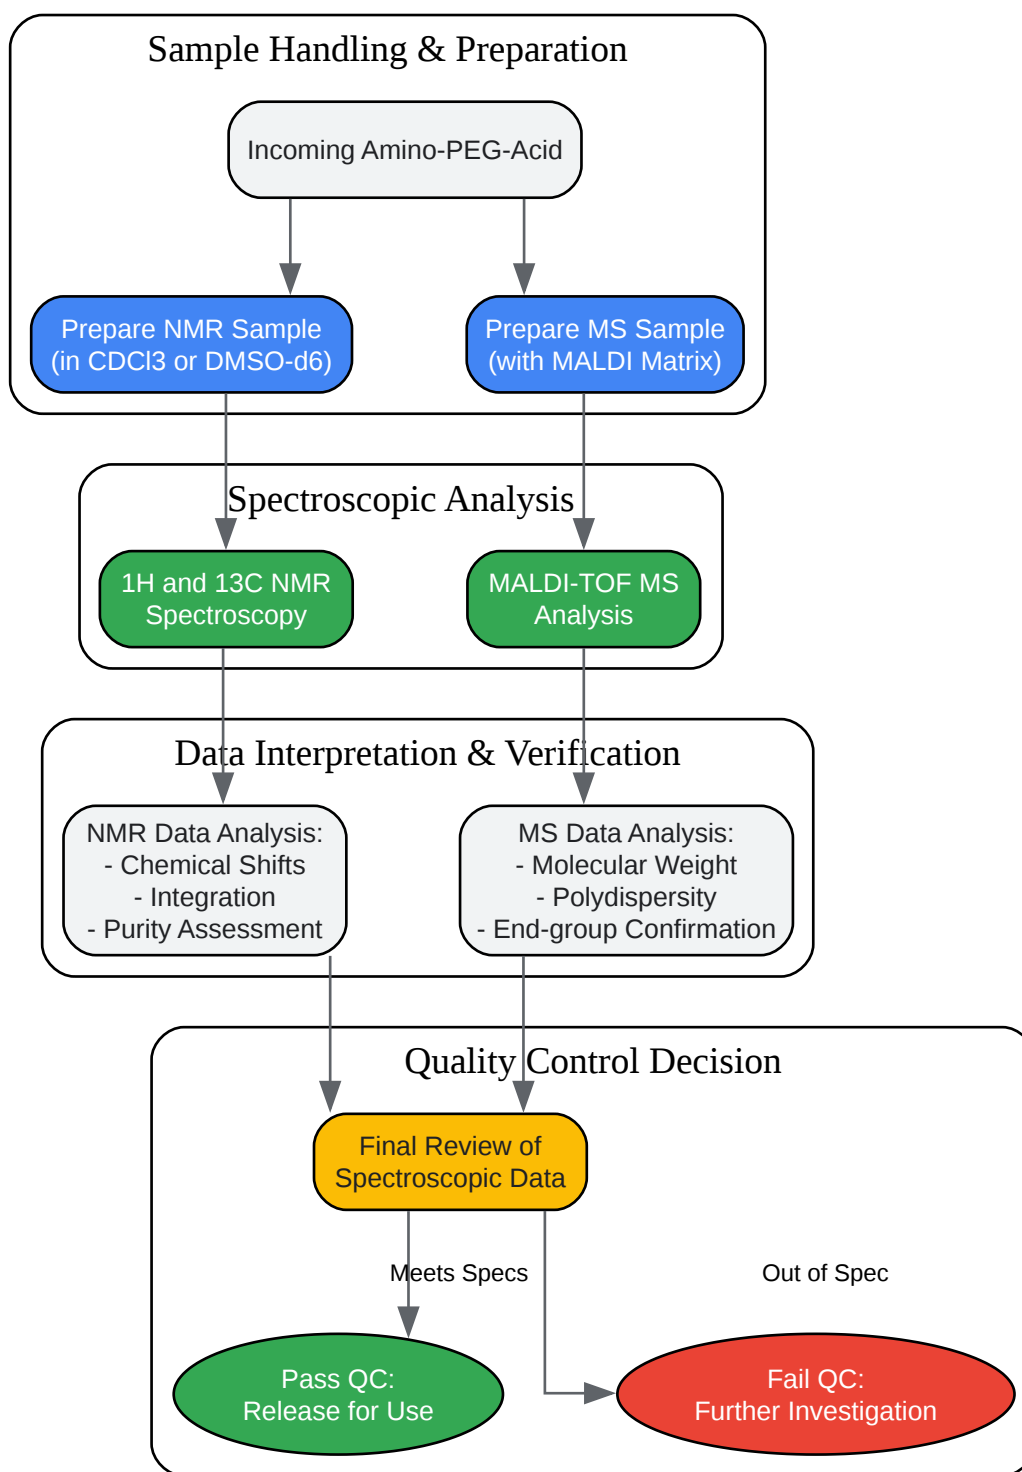 Sample Handling & Preparation
Incoming Amino-PEG-Acid
Prepare NMR Sample
(in CDCl3 or DMSO-d6)
Prepare MS Sample
(with MALDI Matrix)
Spectroscopic Analysis
1H and 13C NMR
Spectroscopy
MALDI-TOF MS
Analysis
Data Interpretation & Verification
NMR Data Analysis:
- Chemical Shifts
- Integration
- Purity Assessment
MS Data Analysis:
- Molecular Weight
- Polydispersity
- End-group Confirmation
Quality Control Decision
Final Review of
Spectroscopic Data
Meets Specs
Out of Spec
Pass QC:
Release for Use
Fail QC:
Further Investigation